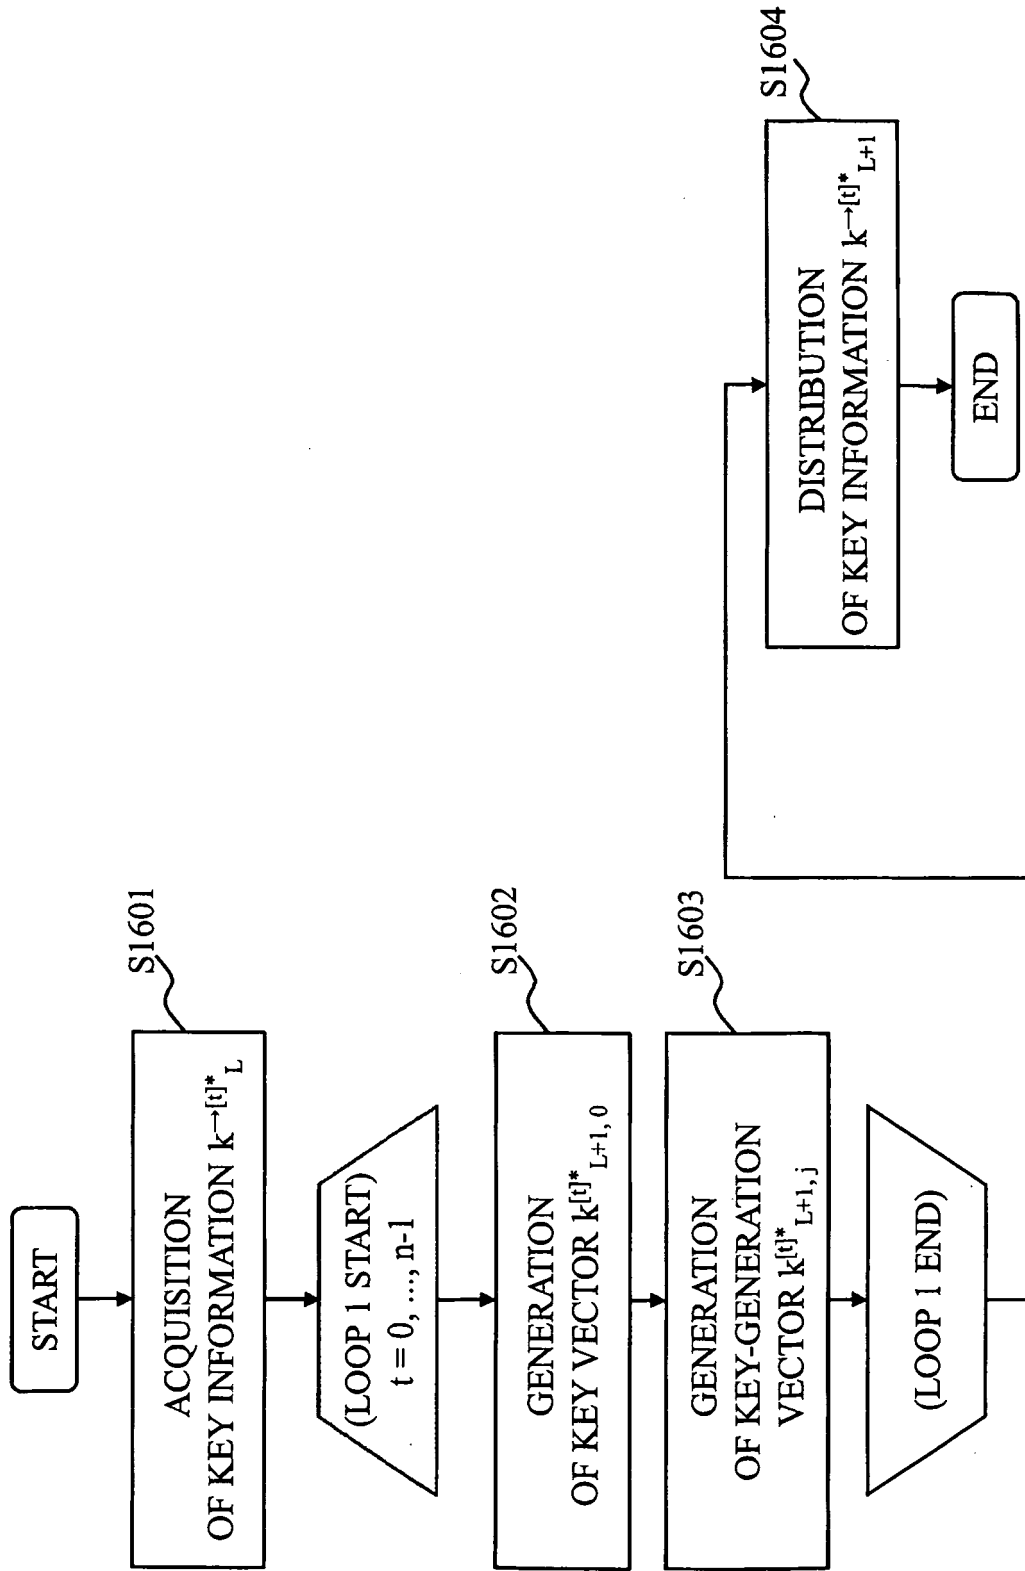 START
S1601
ACQUISITION
OF KEY INFORMATION k→[t]*L
(LOOP 1 START)
t = 0, ..., n-1
S1602
GENERATION
OF KEY VECTOR k[t]*L+1, 0
S1603
GENERATION
OF KEY-GENERATION
VECTOR k[t]*L+1, j
(LOOP 1 END)
S1604
DISTRIBUTION
OF KEY INFORMATION k→[t]*L+1
END